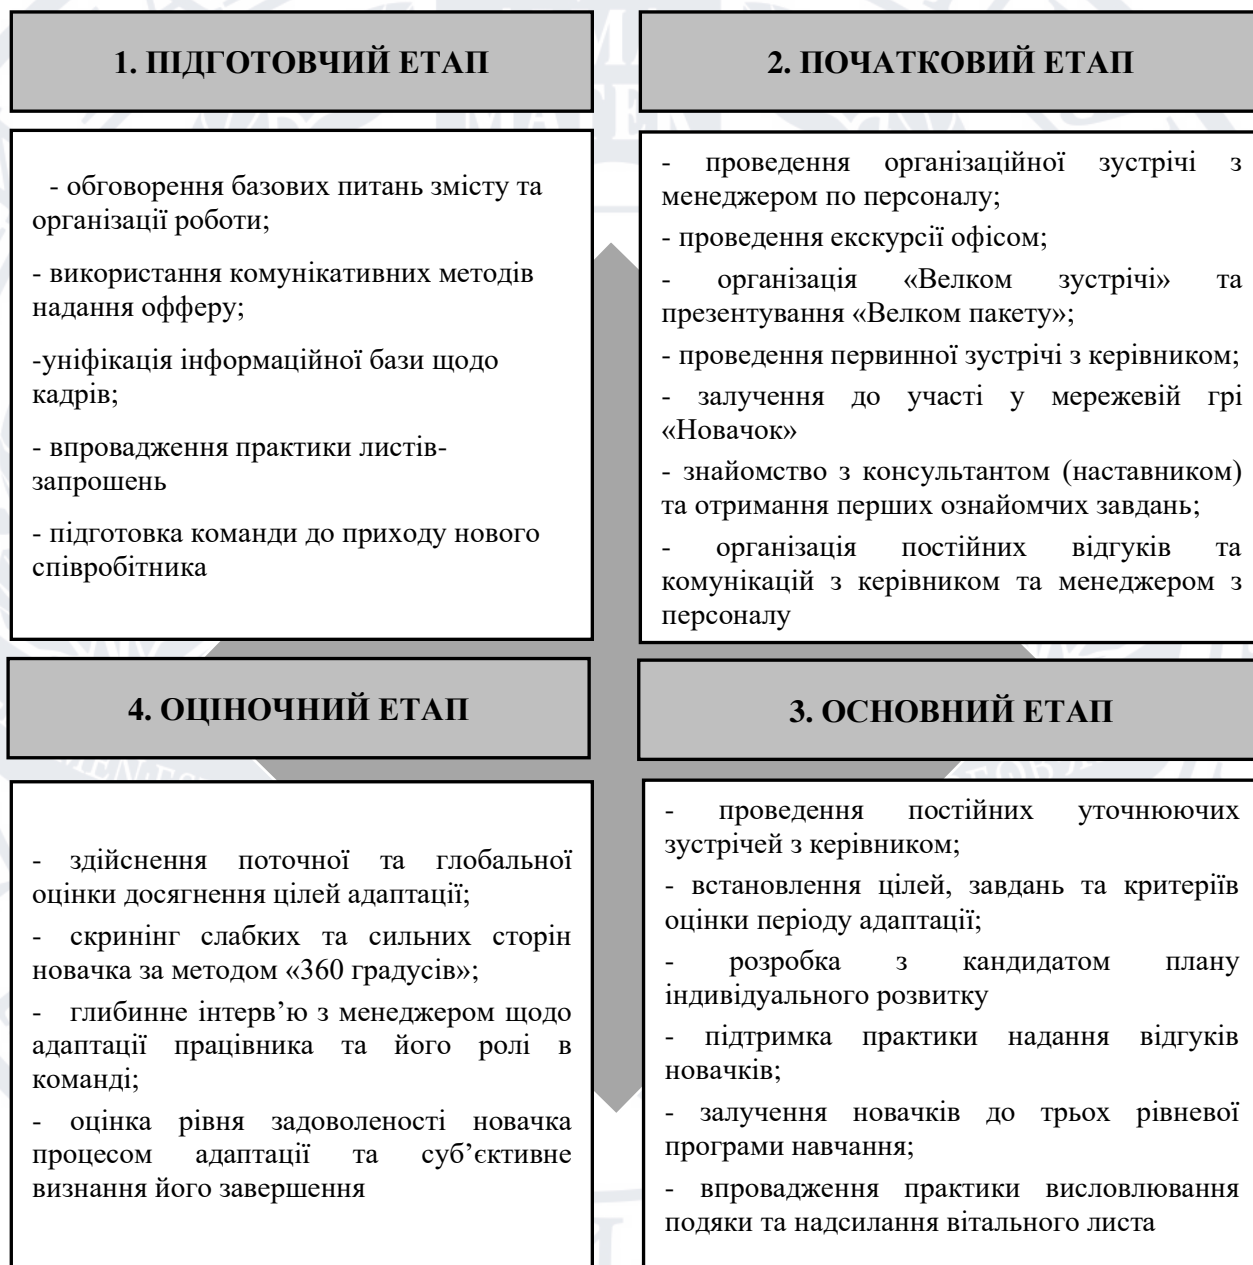 1. ПІДГОТОВЧИЙ ЕТАП
- обговорення базових питань змісту та
організації роботи;
- використання комунікативних методів
надання офферу;
-уніфікація інформаційної бази щодо
кадрів;
- впровадження практики листів-
запрошень
- підготовка команди до приходу нового
співробітника
2. ПОЧАТКОВИЙ ЕТАП
- проведення організаційної зустрічі з
менеджером по персоналу;
- проведення екскурсії офісом;
- організація «Велком зустрічі» та
презентування «Велком пакету»;
- проведення первинної зустрічі з керівником;
- залучення до участі у мережевій грі
«Новачок»
- знайомство з консультантом (наставником)
та отримання перших ознайомчих завдань;
- організація постійних відгуків та
комунікацій з керівником та менеджером з
персоналу
4. ОЦІНОЧНИЙ ЕТАП
- здійснення поточної та глобальної
оцінки досягнення цілей адаптації;
- скринінг слабких та сильних сторін
новачка за методом «360 градусів»;
- глибинне інтерв’ю з менеджером щодо
адаптації працівника та його ролі в
команді;
- оцінка рівня задоволеності новачка
процесом адаптації та суб’єктивне
визнання його завершення
3. ОСНОВНИЙ ЕТАП
- проведення постійних уточнюючих
зустрічей з керівником;
- встановлення цілей, завдань та критеріїв
оцінки періоду адаптації;
- розробка з кандидатом плану
індивідуального розвитку
- підтримка практики надання відгуків
новачків;
- залучення новачків до трьох рівневої
програми навчання;
- впровадження практики висловлювання
подяки та надсилання вітального листа